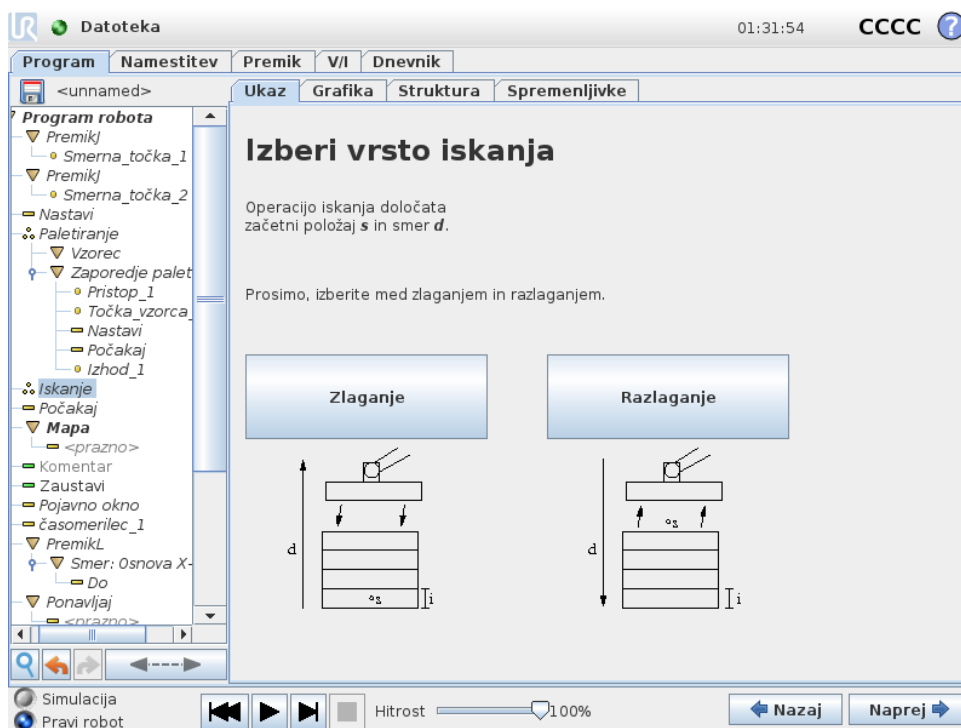 UR Datoteka 01:31:54 CCCC ?
Program Namestitev Premik V/I Dnevnik
<unnamed>
Ukaz Grafika Struktura Spremenljivke
Program robota
PremikJ
Smerna_točka_1
PremikJ
Smerna_točka_2
Nastavi
Paletiranje
Vzorec
Zaporedje palet
Pristop_1
Točka_vzorca_
Nastavi
Počakaj
Izhod_1
Iskanje
Počakaj
Mapa
<prazno>
Komentar
Zaustavi
Pojavno okno
časomerilec_1
PremikL
Smer: Osnova X-
Do
Ponavljaj
<prazno>
Izberi vrsto iskanja
Operacijo iskanja določata
začetni položaj s in smer d.
Prosimo, izberite med zlaganjem in razlaganjem.
Zlaganje Razlaganje
d s i
d s i
Simulacija
Pravi robot
Hitrost 100%
Nazaj Naprej